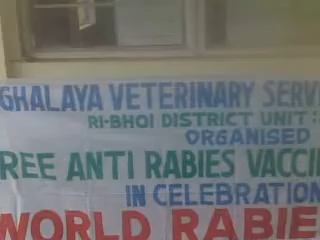 GHALAYA VETERINARY SERV
RI-BHOI DISTRICT UNIT:
ORGANISED
REE ANTI RABIES VACCI
IN CELEBRATION
WORLD RABIE